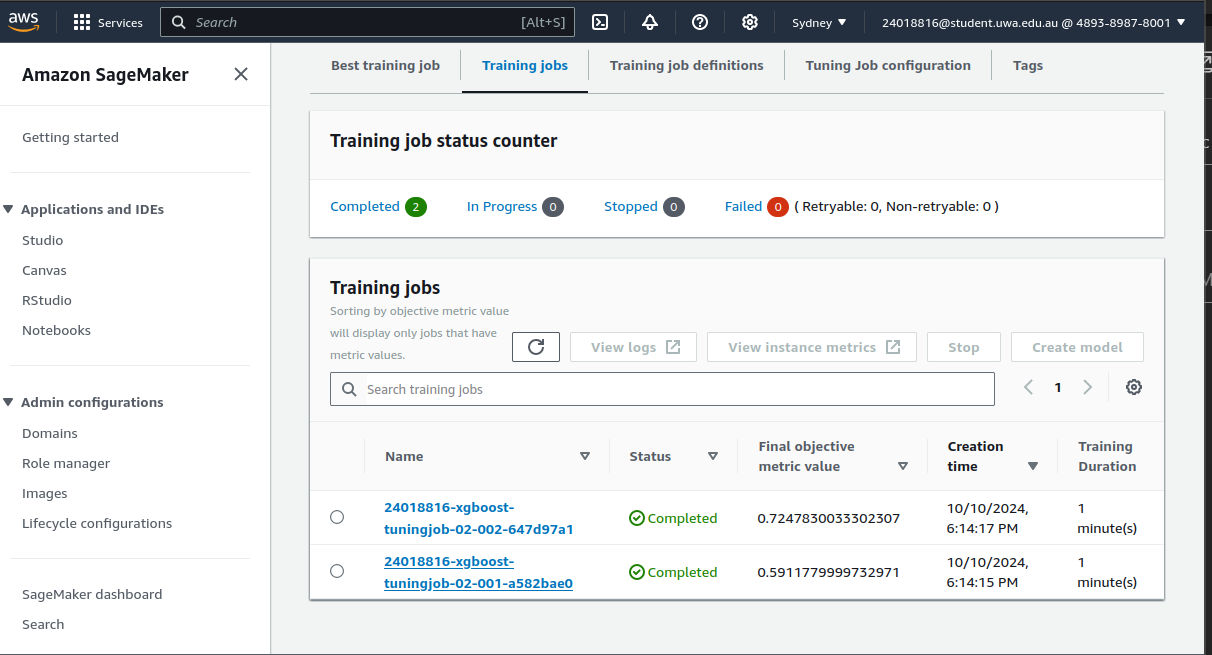 aws Services Search [Alt+S] Sydney 24018816@student.uwa.edu.au @ 4893-8987-8001
Amazon SageMaker
Getting started
Applications and IDEs
Studio
Canvas
RStudio
Notebooks
Admin configurations
Domains
Role manager
Images
Lifecycle configurations
SageMaker dashboard
Search
Best training job Training jobs Training job definitions Tuning Job configuration Tags
Training job status counter
Completed 2 In Progress 0 Stopped 0 Failed 0 ( Retryable: 0, Non-retryable: 0 )
Training jobs
Sorting by objective metric value
will display only jobs that have
metric values.
View logs View instance metrics Stop Create model
Search training jobs 1
Name Status Final objective metric value Creation time Training Duration
24018816-xgboost-
tuningjob-02-002-647d97a1
Completed 0.7247830033302307
10/10/2024,
6:14:17 PM
1
minute(s)
24018816-xgboost-
tuningjob-02-001-a582bae0
Completed 0.5911779999732971
10/10/2024,
6:14:15 PM
1
minute(s)